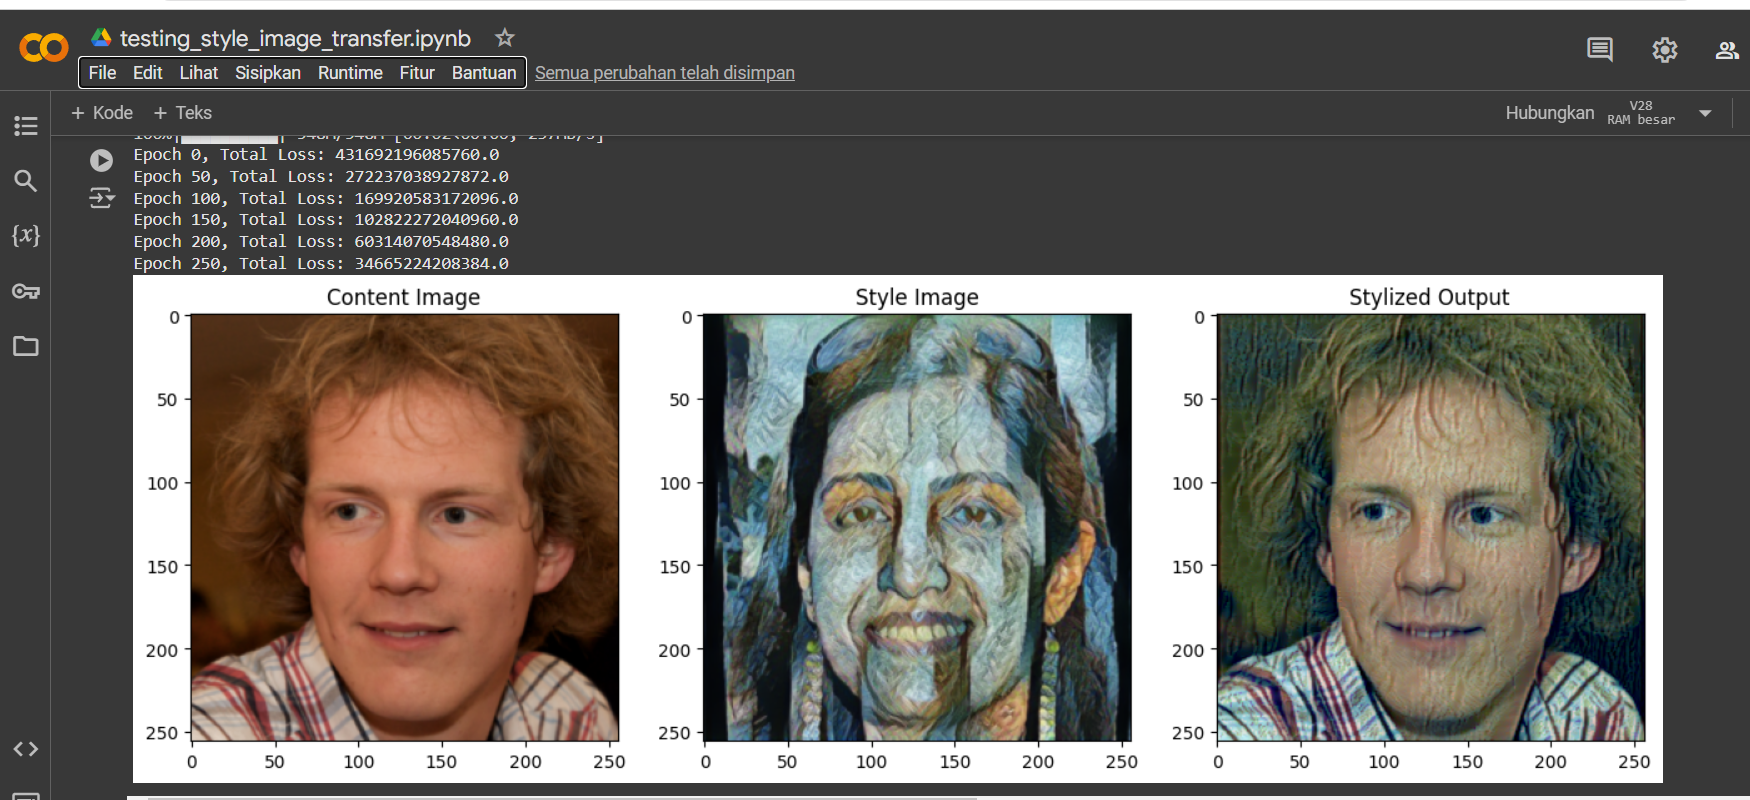 testing_style_image_transfer.ipynb
File Edit Lihat Sisipkan Runtime Fitur Bantuan Semua perubahan telah disimpan
+ Kode + Teks
Hubungkan
V28
RAM besar
Epoch 0, Total Loss: 431692196085760.0
Epoch 50, Total Loss: 272237038927872.0
Epoch 100, Total Loss: 169920583172096.0
Epoch 150, Total Loss: 102822272040960.0
Epoch 200, Total Loss: 60314070548480.0
Epoch 250, Total Loss: 34665224208384.0
Content Image
0
50
100
150
200
250
0 50 100 150 200 250
Style Image
0
50
100
150
200
250
0 50 100 150 200 250
Stylized Output
0
50
100
150
200
250
0 50 100 150 200 250